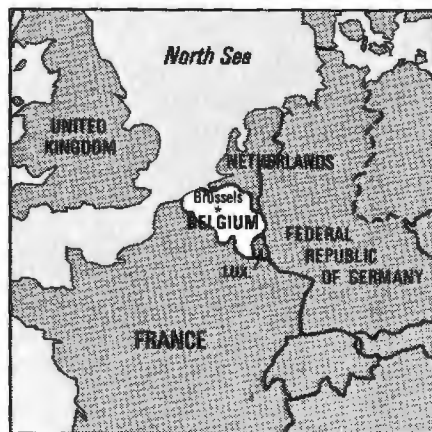 North Sea
UNITED
KINGDOM
NETHERLANDS
Brussels
BELGIUM
FEDERAL
REPUBLIC
OF GERMANY
LUX.
FRANCE